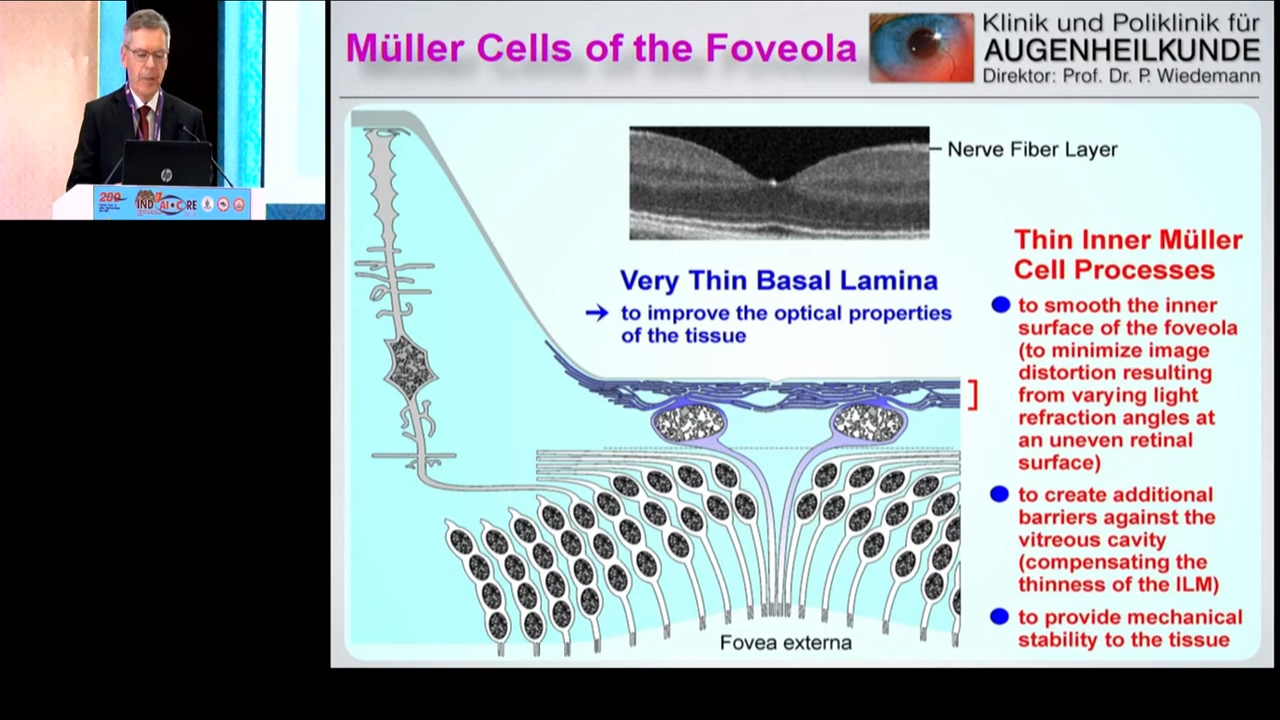 Müller Cells of the Foveola
Klinik und Poliklinik für
AUGENHEILKUNDE
Direktor: Prof. Dr. P. Wiedemann
Nerve Fiber Layer
Very Thin Basal Lamina
→ to improve the optical properties
of the tissue
Thin Inner Müller
Cell Processes
to smooth the inner
surface of the foveola
(to minimize image
distortion resulting
from varying light
refraction angles at
an uneven retinal
surface)
to create additional
barriers against the
vitreous cavity
(compensating the
thinness of the ILM)
to provide mechanical
stability to the tissue
Fovea externa
hp